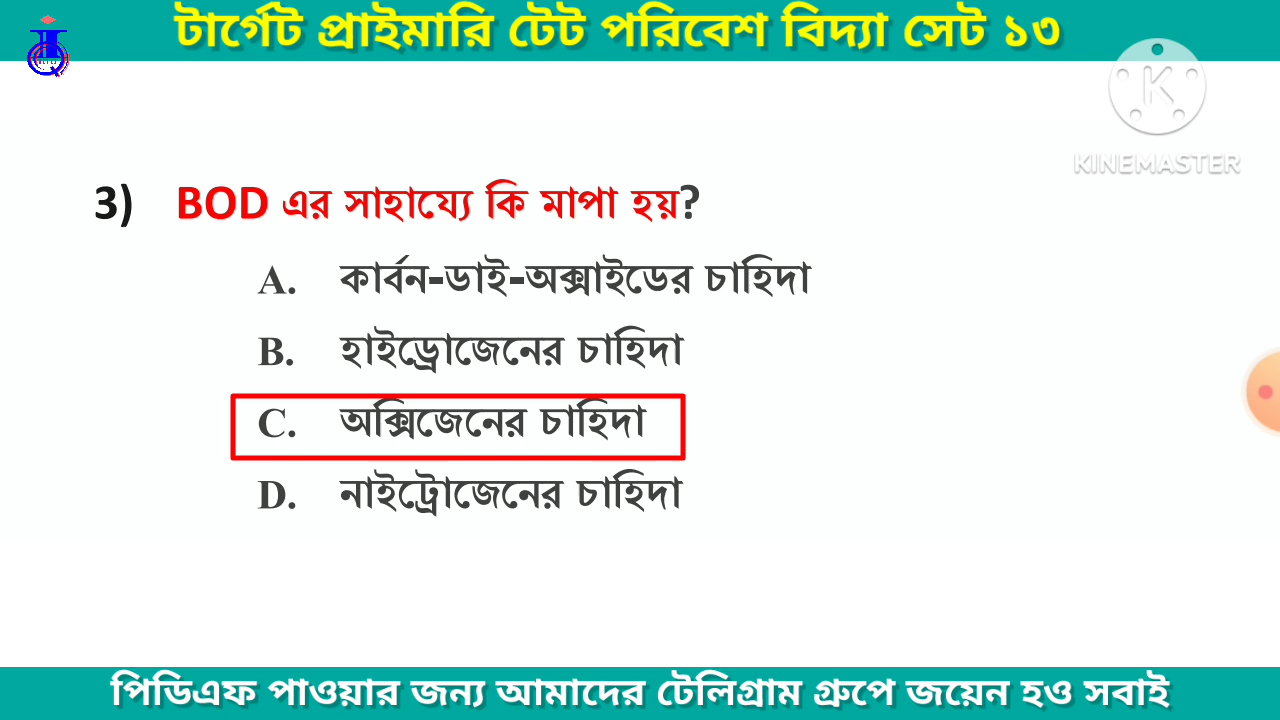 টার্গেট প্রাইমারি টেট পরিবেশ বিদ্যা সেট ১৩
KINEMASTER
3) BOD এর সাহায্যে কি মাপা হয়?
A. কার্বন-ডাই-অক্সাইডের চাহিদা
B. হাইড্রোজেনের চাহিদা
C. অক্সিজেনের চাহিদা
D. নাইট্রোজেনের চাহিদা
পিডিএফ পাওয়ার জন্য আমাদের টেলিগ্রাম গ্রুপে জয়েন হও সবাই